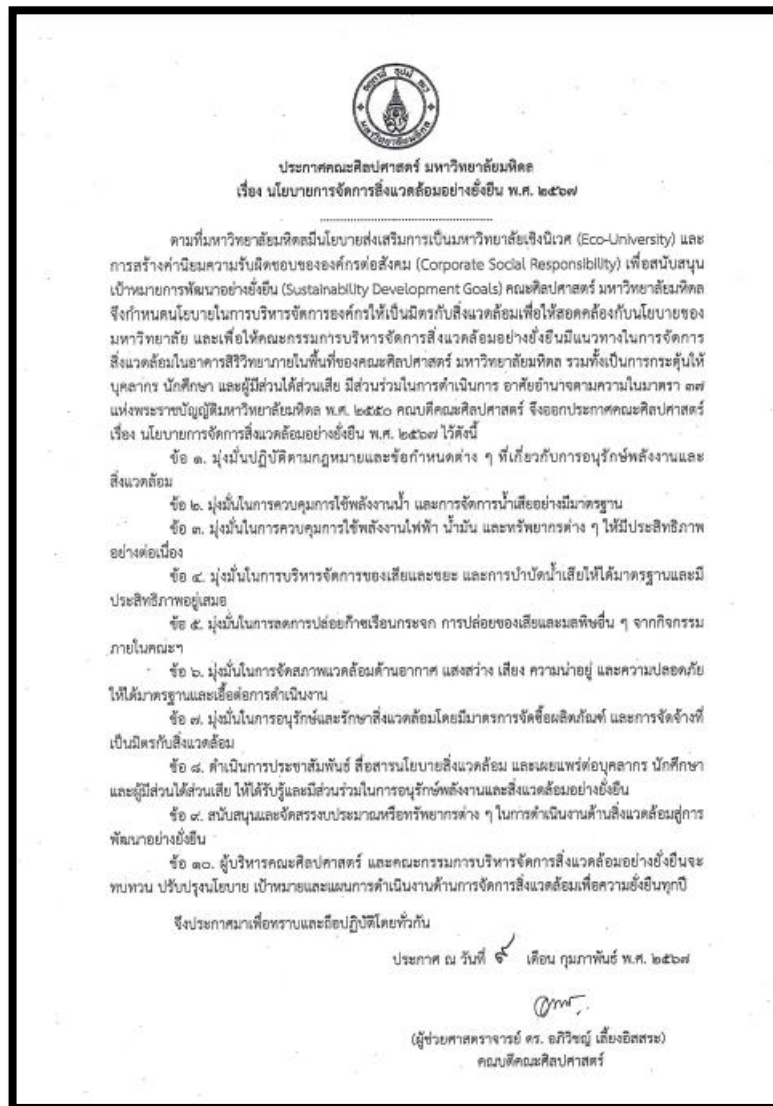 อตฺตานํ อุปมํ กเร
มหาวิทยาลัยมหิดล
ประกาศคณะศิลปศาสตร์ มหาวิทยาลัยมหิดล
เรื่อง นโยบายการจัดการสิ่งแวดล้อมอย่างยั่งยืน พ.ศ. ๒๕๖๗
ตามที่มหาวิทยาลัยมหิดลมีนโยบายส่งเสริมการเป็นมหาวิทยาลัยเชิงนิเวศ (Eco-University) และ
การสร้างค่านิยมความรับผิดชอบขององค์กรต่อสังคม (Corporate Social Responsibility) เพื่อสนับสนุน
เป้าหมายการพัฒนาอย่างยั่งยืน (Sustainability Development Goals) คณะศิลปศาสตร์ มหาวิทยาลัยมหิดล
จึงกำหนดนโยบายในการบริหารจัดการองค์กรให้เป็นมิตรกับสิ่งแวดล้อมเพื่อให้สอดคล้องกับนโยบายของ
มหาวิทยาลัย และเพื่อให้คณะกรรมการบริหารจัดการสิ่งแวดล้อมอย่างยั่งยืนมีแนวทางในการจัดการ
สิ่งแวดล้อมในอาคารสิริวิทยาภายในพื้นที่ของคณะศิลปศาสตร์ มหาวิทยาลัยมหิดล รวมทั้งเป็นการกระตุ้นให้
บุคลากร นักศึกษา และผู้มีส่วนได้ส่วนเสีย มีส่วนร่วมในการดำเนินการ อาศัยอำนาจตามความในมาตรา ๓๗
แห่งพระราชบัญญัติมหาวิทยาลัยมหิดล พ.ศ. ๒๕๕๐ คณบดีคณะศิลปศาสตร์ จึงออกประกาศคณะศิลปศาสตร์
เรื่อง นโยบายการจัดการสิ่งแวดล้อมอย่างยั่งยืน พ.ศ. ๒๕๖๗ ไว้ดังนี้
ข้อ ๑. มุ่งมั่นปฏิบัติตามกฎหมายและข้อกำหนดต่าง ๆ ที่เกี่ยวกับการอนุรักษ์พลังงานและ
สิ่งแวดล้อม
ข้อ ๒. มุ่งมั่นในการควบคุมการใช้พลังงานน้ำ และการจัดการน้ำเสียอย่างมีมาตรฐาน
ข้อ ๓. มุ่งมั่นในการควบคุมการใช้พลังงานไฟฟ้า น้ำมัน และทรัพยากรต่าง ๆ ให้มีประสิทธิภาพ
อย่างต่อเนื่อง
ข้อ ๔. มุ่งมั่นในการบริหารจัดการของเสียและขยะ และการบำบัดน้ำเสียให้ได้มาตรฐานและมี
ประสิทธิภาพอยู่เสมอ
ข้อ ๕. มุ่งมั่นในการลดการปล่อยก๊าซเรือนกระจก การปล่อยของเสียและมลพิษอื่น ๆ จากกิจกรรม
ภายในคณะฯ
ข้อ ๖. มุ่งมั่นในการจัดสภาพแวดล้อมด้านอากาศ แสงสว่าง เสียง ความน่าอยู่ และความปลอดภัย
ให้ได้มาตรฐานและเอื้อต่อการดำเนินงาน
ข้อ ๗. มุ่งมั่นในการอนุรักษ์และรักษาสิ่งแวดล้อมโดยมีมาตรการจัดซื้อผลิตภัณฑ์ และการจัดจ้างที่
เป็นมิตรกับสิ่งแวดล้อม
ข้อ ๘. ดำเนินการประชาสัมพันธ์ สื่อสารนโยบายสิ่งแวดล้อม และเผยแพร่ต่อบุคลากร นักศึกษา
และผู้มีส่วนได้ส่วนเสีย ให้ได้รับรู้และมีส่วนร่วมในการอนุรักษ์พลังงานและสิ่งแวดล้อมอย่างยั่งยืน
ข้อ ๙. สนับสนุนและจัดสรรงบประมาณหรือทรัพยากรต่าง ๆ ในการดำเนินงานด้านสิ่งแวดล้อมสู่การ
พัฒนาอย่างยั่งยืน
ข้อ ๑๐. ผู้บริหารคณะศิลปศาสตร์ และคณะกรรมการบริหารจัดการสิ่งแวดล้อมอย่างยั่งยืนจะ
ทบทวน ปรับปรุงนโยบาย เป้าหมายและแผนการดำเนินงานด้านการจัดการสิ่งแวดล้อมเพื่อความยั่งยืนทุกปี
จึงประกาศมาเพื่อทราบและถือปฏิบัติโดยทั่วกัน
ประกาศ ณ วันที่ ๙ เดือน กุมภาพันธ์ พ.ศ. ๒๕๖๗
(ผู้ช่วยศาสตราจารย์ ดร. อภิวิชญ์ เลี้ยงอิสสระ)
คณบดีคณะศิลปศาสตร์